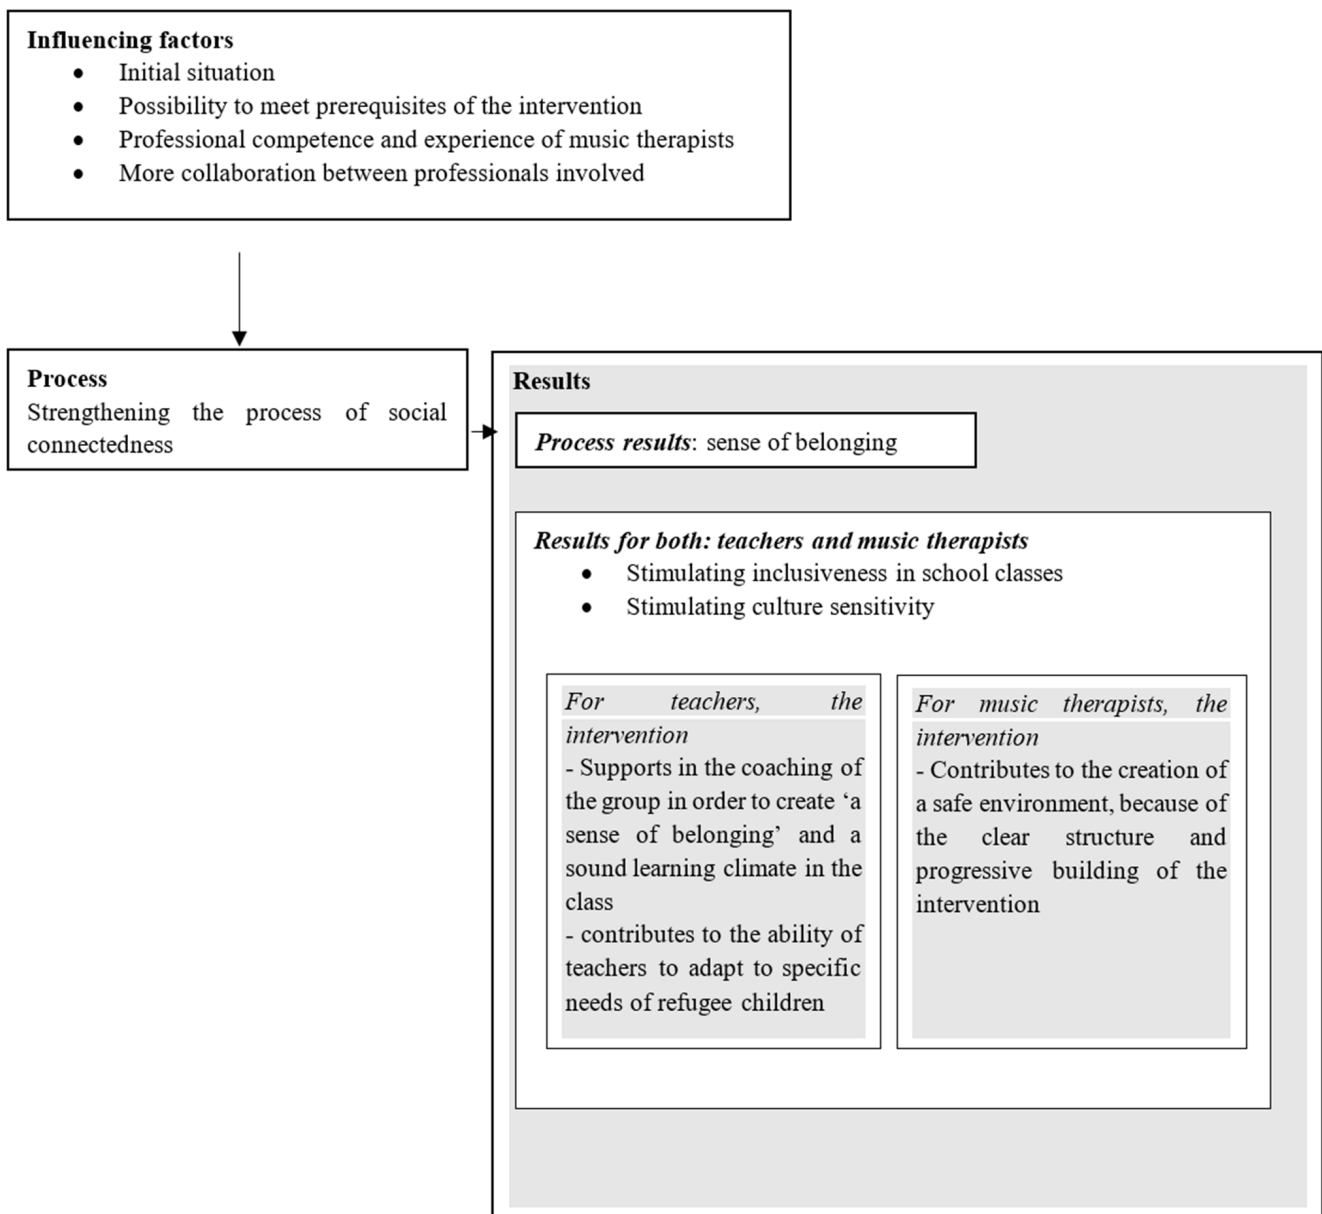 Influencing factors
• Initial situation
• Possibility to meet prerequisites of the intervention
• Professional competence and experience of music therapists
• More collaboration between professionals involved
Process
Strengthening the process of social
connectedness
Results
Process results: sense of belonging
Results for both: teachers and music therapists
• Stimulating inclusiveness in school classes
• Stimulating culture sensitivity
For teachers, the
intervention
- Supports in the coaching of
the group in order to create ‘a
sense of belonging’ and a
sound learning climate in the
class
- contributes to the ability of
teachers to adapt to specific
needs of refugee children
For music therapists, the
intervention
- Contributes to the creation of
a safe environment, because of
the clear structure and
progressive building of the
intervention